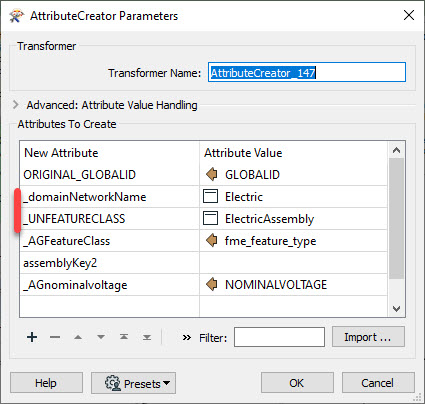 AttributeCreator Parameters
Transformer
Transformer Name: AttributeCreator_147
Advanced: Attribute Value Handling
Attributes To Create
New Attribute Attribute Value
ORIGINAL_GLOBALID GLOBALID
_domainNetworkName Electric
_UNFEATURECLASS ElectricAssembly
_AGFeatureClass fme_feature_type
assemblyKey2
_AGnominalvoltage NOMINALVOLTAGE
Filter: Import ...
Help Presets OK Cancel